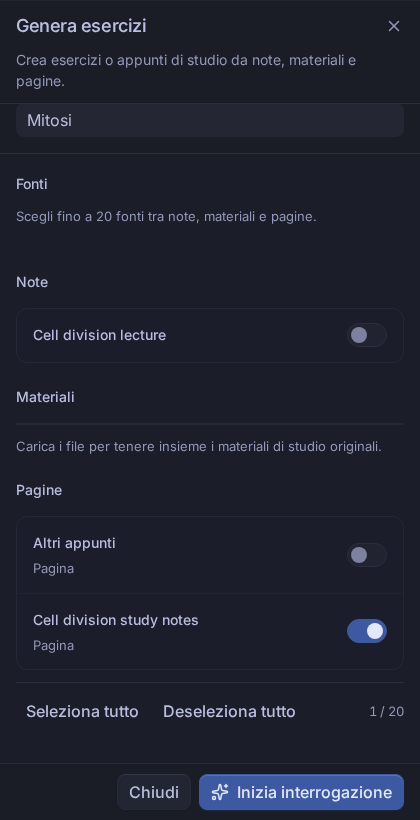 Genera esercizi
Crea esercizi o appunti di studio da note, materiali e
pagine.
Mitosi
Fonti
Scegli fino a 20 fonti tra note, materiali e pagine.
Note
Cell division lecture
Materiali
Carica i file per tenere insieme i materiali di studio originali.
Pagine
Altri appunti
Pagina
Cell division study notes
Pagina
Seleziona tutto Deseleziona tutto 1 / 20
Chiudi Inizia interrogazione